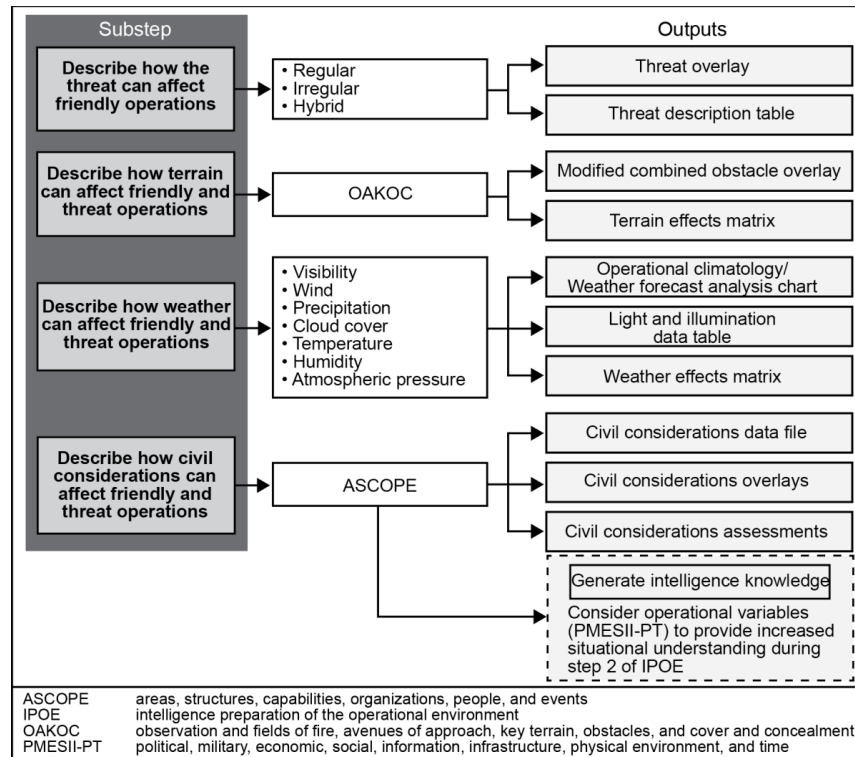 Substep
Outputs
Describe how the
threat can affect
friendly operations
• Regular
• Irregular
• Hybrid
Threat overlay
Threat description table
Describe how terrain
can affect friendly and
threat operations
OAKOC
Modified combined obstacle overlay
Terrain effects matrix
Describe how weather
can affect friendly and
threat operations
• Visibility
• Wind
• Precipitation
• Cloud cover
• Temperature
• Humidity
• Atmospheric pressure
Operational climatology/
Weather forecast analysis chart
Light and illumination
data table
Weather effects matrix
Describe how civil
considerations can
affect friendly and
threat operations
ASCOPE
Civil considerations data file
Civil considerations overlays
Civil considerations assessments
Generate intelligence knowledge
Consider operational variables
(PMESII-PT) to provide increased
situational understanding during
step 2 of IPOE
ASCOPE areas, structures, capabilities, organizations, people, and events
IPOE intelligence preparation of the operational environment
OAKOC observation and fields of fire, avenues of approach, key terrain, obstacles, and cover and concealment
PMESII-PT political, military, economic, social, information, infrastructure, physical environment, and time